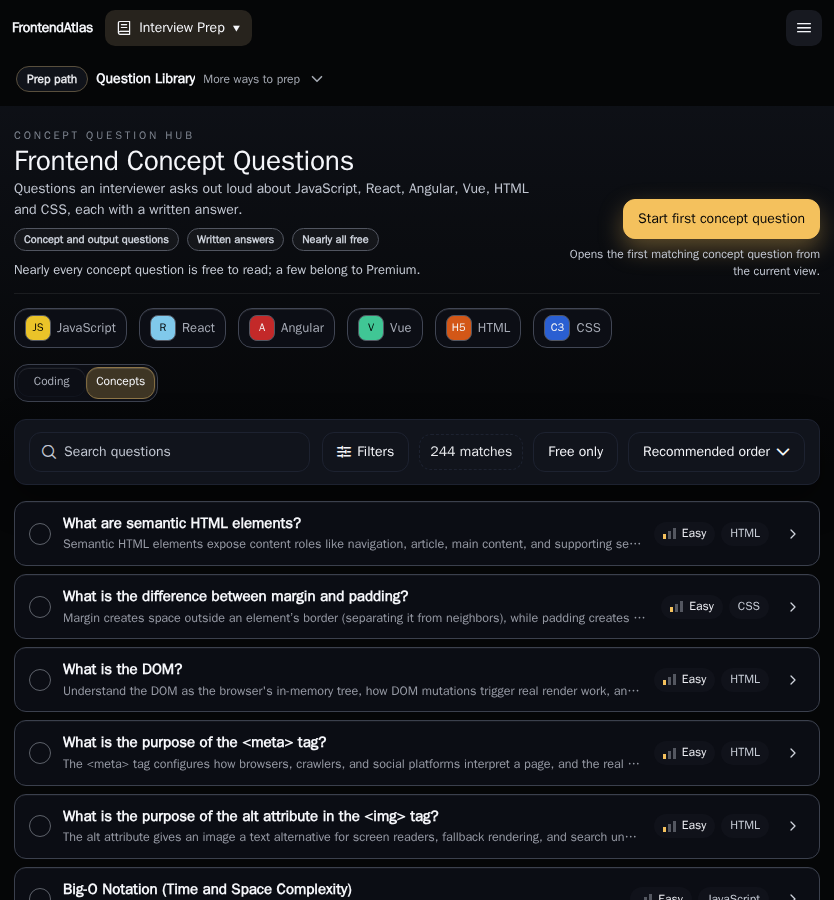 FrontendAtlas
Interview Prep
Prep path
Question Library
More ways to prep
CONCEPT QUESTION HUB
Frontend Concept Questions
Questions an interviewer asks out loud about JavaScript, React, Angular, Vue, HTML
and CSS, each with a written answer.
Concept and output questions
Written answers
Nearly all free
Nearly every concept question is free to read; a few belong to Premium.
Start first concept question
Opens the first matching concept question from
the current view.
JS JavaScript
R React
A Angular
V Vue
H5 HTML
C3 CSS
Coding
Concepts
Search questions
Filters
244 matches
Free only
Recommended order
What are semantic HTML elements?
Semantic HTML elements expose content roles like navigation, article, main content, and supporting se···
Easy
HTML
What is the difference between margin and padding?
Margin creates space outside an element's border (separating it from neighbors), while padding creates ···
Easy
CSS
What is the DOM?
Understand the DOM as the browser's in-memory tree, how DOM mutations trigger real render work, an···
Easy
HTML
What is the purpose of the <meta> tag?
The <meta> tag configures how browsers, crawlers, and social platforms interpret a page, and the real ···
Easy
HTML
What is the purpose of the alt attribute in the <img> tag?
The alt attribute gives an image a text alternative for screen readers, fallback rendering, and search un···
Easy
HTML
Big-O Notation (Time and Space Complexity)
Easy
JavaScript